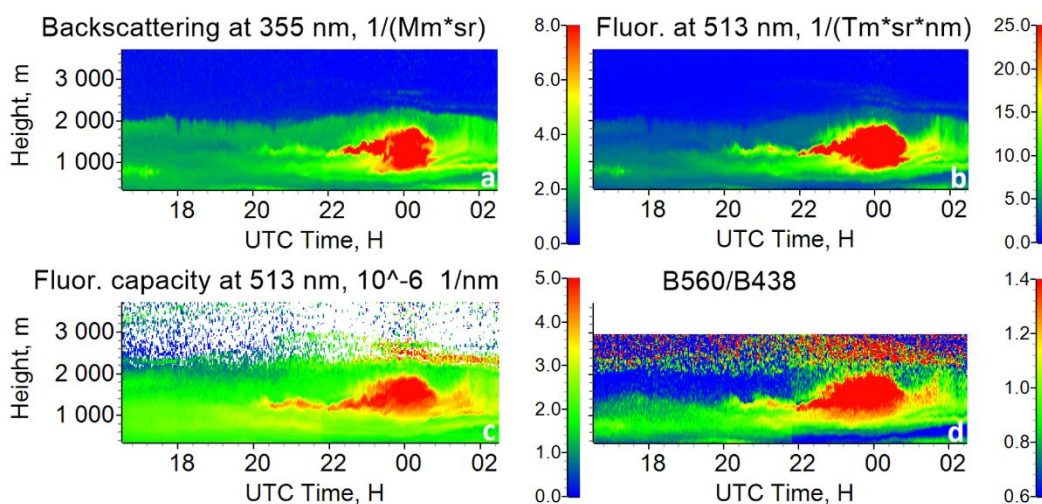 Backscattering at 355 nm, 1/(Mm*sr)
8.0
6.0
4.0
2.0
0.0
Height, m
3 000
2 000
1 000
a
18 20 22 00 02
UTC Time, H
Fluor. at 513 nm, 1/(Tm*sr*nm)
25.0
20.0
15.0
10.0
5.0
0.0
b
18 20 22 00 02
UTC Time, H
Fluor. capacity at 513 nm, 10^-6 1/nm
5.0
4.0
3.0
2.0
1.0
0.0
Height, m
3 000
2 000
1 000
c
18 20 22 00 02
UTC Time, H
B560/B438
1.4
1.2
1.0
0.8
0.6
d
18 20 22 00 02
UTC Time, H